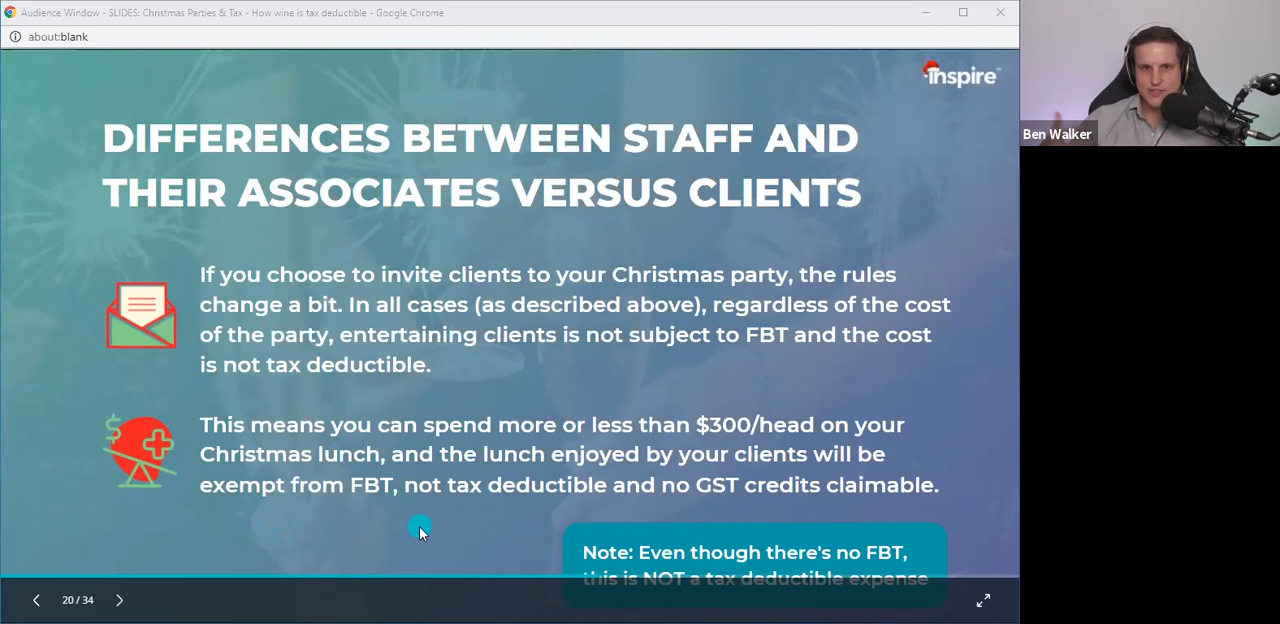 Audience Window - SLIDES: Christmas Parties & Tax - How wine is tax deductible - Google Chrome
about:blank
inspire
DIFFERENCES BETWEEN STAFF AND
THEIR ASSOCIATES VERSUS CLIENTS
If you choose to invite clients to your Christmas party, the rules
change a bit. In all cases (as described above), regardless of the cost
of the party, entertaining clients is not subject to FBT and the cost
is not tax deductible.
$
This means you can spend more or less than $300/head on your
Christmas lunch, and the lunch enjoyed by your clients will be
exempt from FBT, not tax deductible and no GST credits claimable.
Note: Even though there's no FBT,
this is NOT a tax deductible expense
20 / 34
Ben Walker